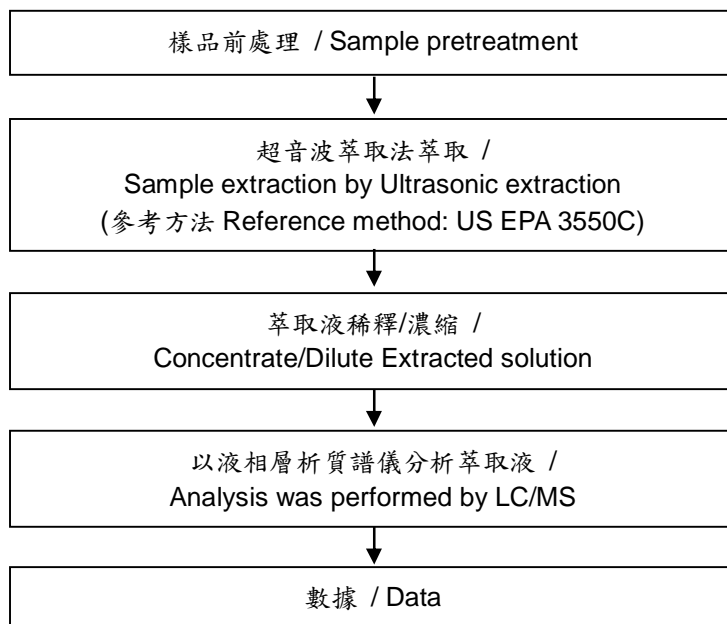 樣品前處理 / Sample pretreatment
超音波萃取法萃取 /
Sample extraction by Ultrasonic extraction
(參考方法 Reference method: US EPA 3550C)
萃取液稀釋/濃縮 /
Concentrate/Dilute Extracted solution
以液相層析質譜儀分析萃取液 /
Analysis was performed by LC/MS
數據 / Data